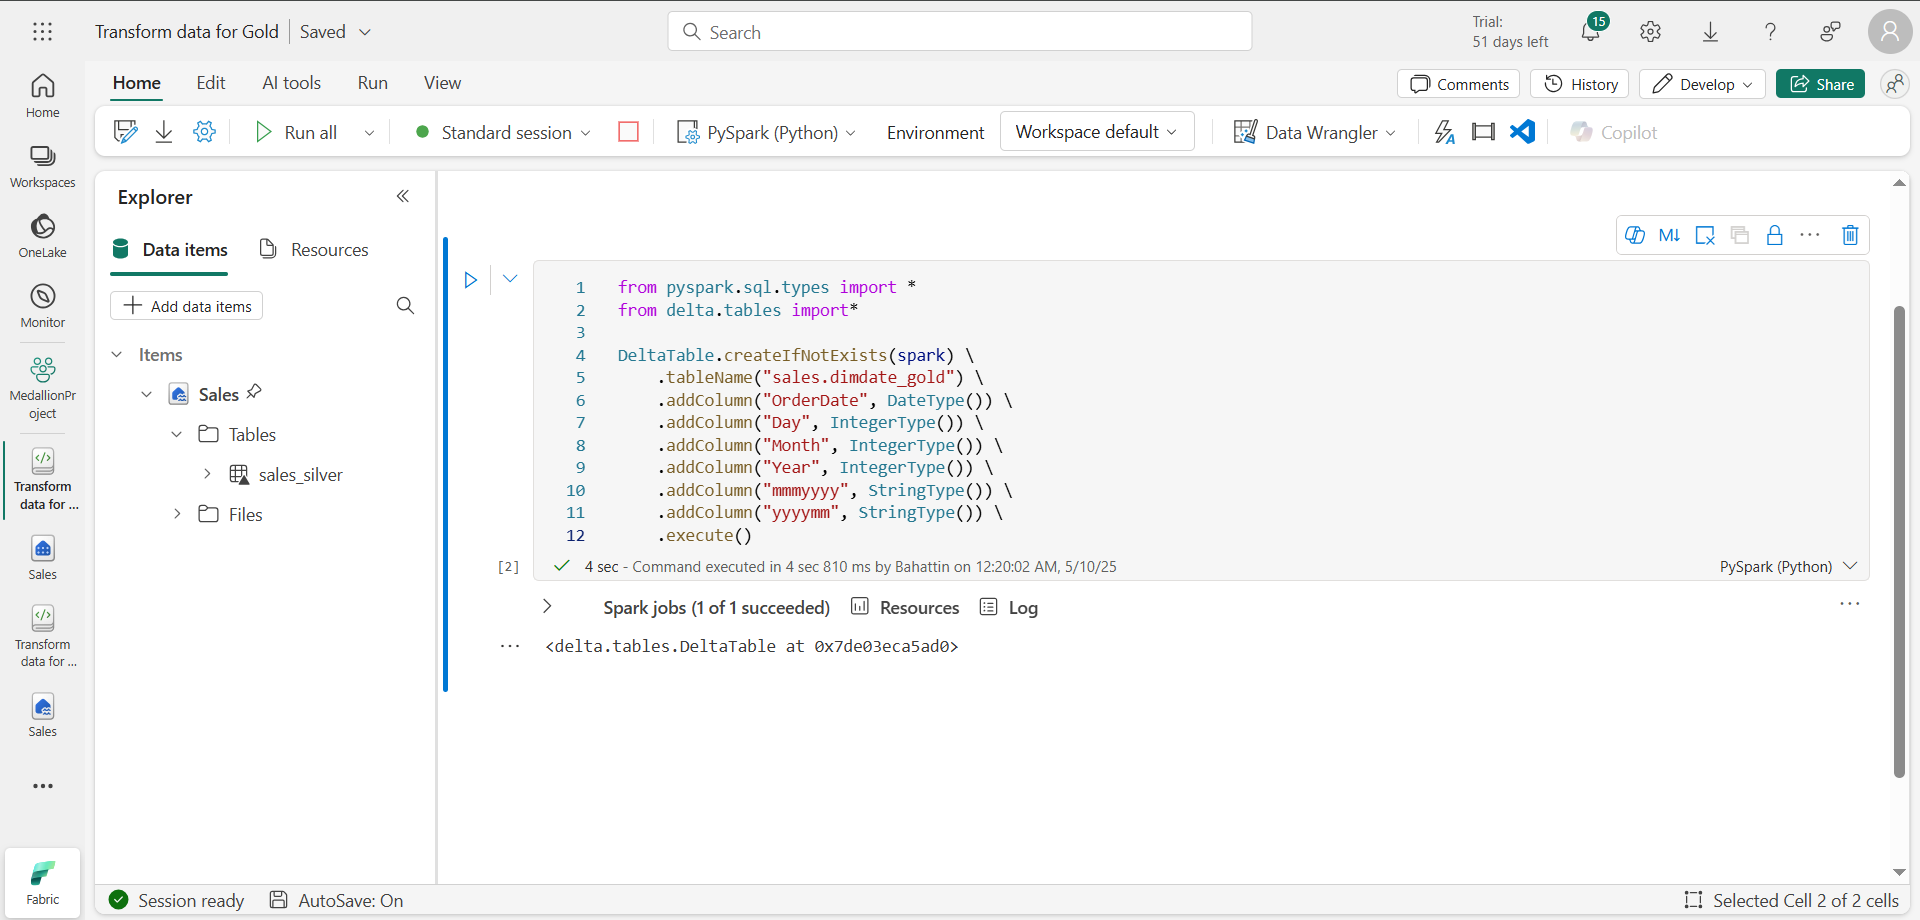 Transform data for Gold
Saved
Search
Trial:
51 days left
15
Home
Edit
AI tools
Run
View
Comments
History
Develop
Share
Run all
Standard session
PySpark (Python)
Environment
Workspace default
Data Wrangler
Copilot
Home
Workspaces
OneLake
Monitor
MedallionPr
oject
Transform
data for ...
Sales
Transform
data for ...
Sales
Fabric
Explorer
Data items
Resources
Add data items
Items
Sales
Tables
sales_silver
Files
M↓
1 from pyspark.sql.types import *
2 from delta.tables import*
3
4 DeltaTable.createIfNotExists(spark) \
5 .tableName("sales.dimdate_gold") \
6 .addColumn("OrderDate", DateType()) \
7 .addColumn("Day", IntegerType()) \
8 .addColumn("Month", IntegerType()) \
9 .addColumn("Year", IntegerType()) \
10 .addColumn("mmmyyyy", StringType()) \
11 .addColumn("yyyymm", StringType()) \
12 .execute()
[2]
4 sec - Command executed in 4 sec 810 ms by Bahattin on 12:20:02 AM, 5/10/25
PySpark (Python)
Spark jobs (1 of 1 succeeded)
Resources
Log
<delta.tables.DeltaTable at 0x7de03eca5ad0>
Session ready
AutoSave: On
Selected Cell 2 of 2 cells